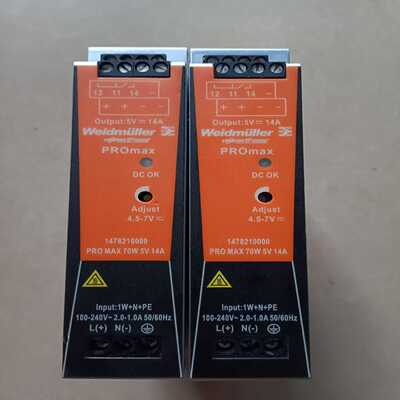 13 11 14 −
+ + − −
Output:5V⎓14A
Weidmüller
PROmax
DC OK
Adjust
4.5-7V⎓
1478210000
PRO MAX 70W 5V 14A
Input:1W+N+PE
100-240V~ 2.0-1.0A 50/60Hz
L(+) N(-)
13 11 14 −
+ + − −
Output:5V⎓14A
Weidmüller
PROmax
DC OK
Adjust
4.5-7V⎓
1478210000
PRO MAX 70W 5V 14A
Input:1W+N+PE
100-240V~ 2.0-1.0A 50/60Hz
L(+) N(-)